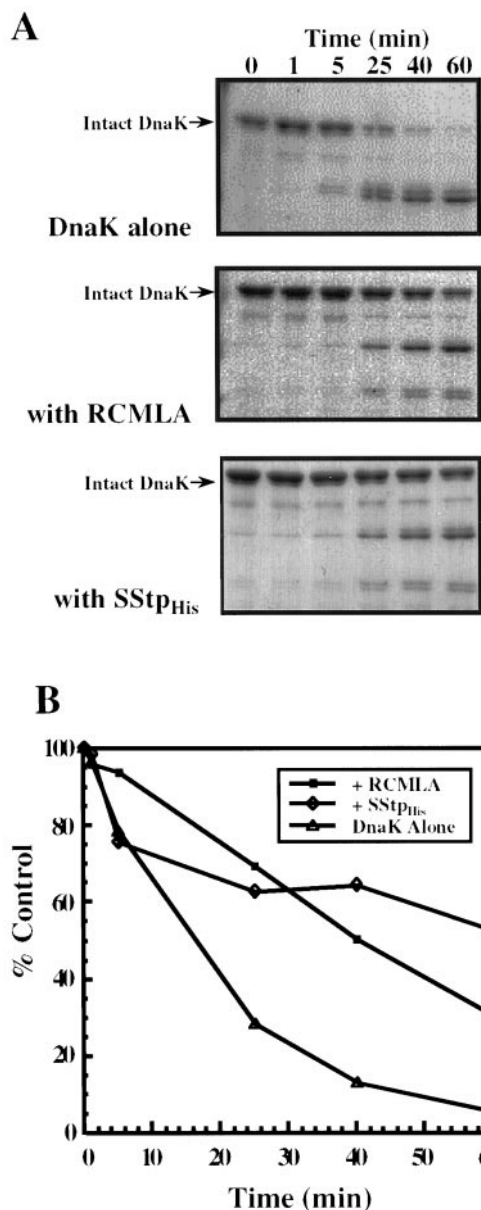 A
Time (min)
0 1 5 25 40 60
Intact DnaK
DnaK alone
Intact DnaK
with RCMLA
Intact DnaK
with SStpHis
B
100
80
60
40
20
0
% Control
+ RCMLA
+ SStpHis
DnaK Alone
0 10 20 30 40 50
Time (min)